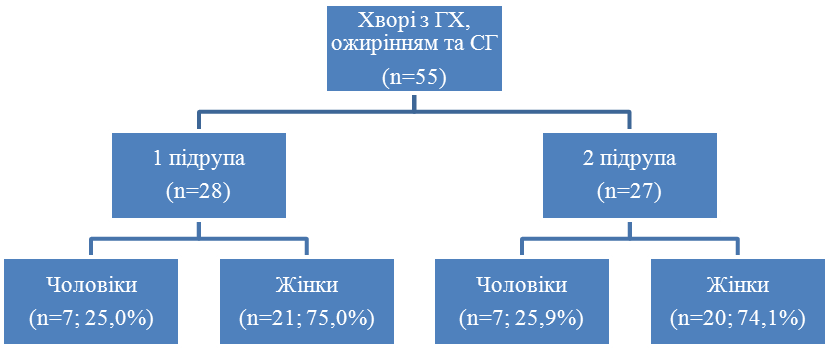 Хворі з ГХ,
ожирінням та СГ
(n=55)
1 підрупа
(n=28)
2 підрупа
(n=27)
Чоловіки
(n=7; 25,0%)
Жінки
(n=21; 75,0%)
Чоловіки
(n=7; 25,9%)
Жінки
(n=20; 74,1%)